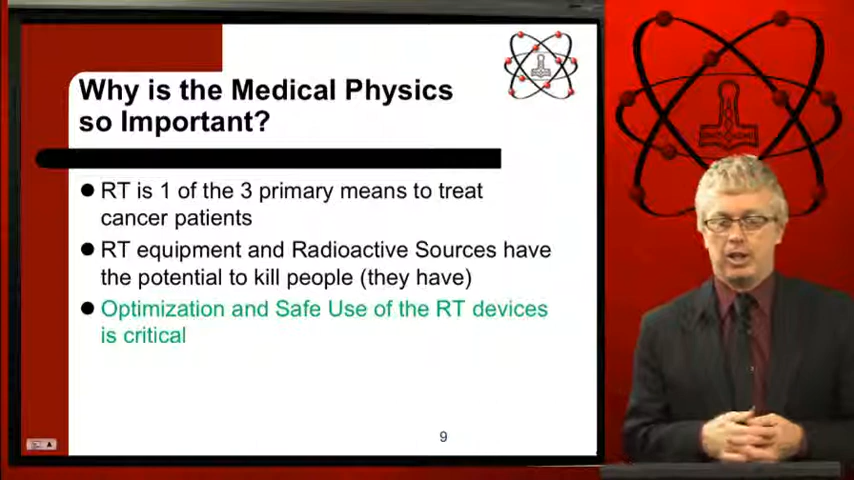 Why is the Medical Physics
so Important?
● RT is 1 of the 3 primary means to treat
cancer patients
● RT equipment and Radioactive Sources have
the potential to kill people (they have)
● Optimization and Safe Use of the RT devices
is critical
9